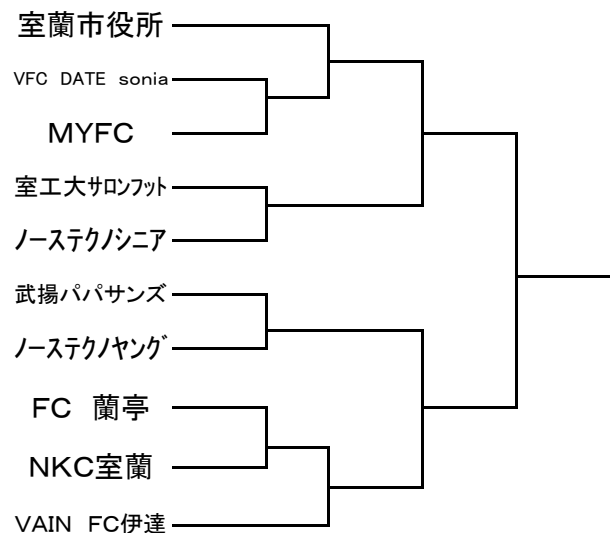 室蘭市役所
VFC DATE sonia
MYFC
室工大ｻﾛﾝﾌｯﾄ
ﾉｰｽﾃｸﾉｼﾆｱ
武揚パパサンズ
ﾉｰｽﾃｸﾉﾔﾝｸﾞ
FC 蘭亭
NKC室蘭
VAIN FC伊達